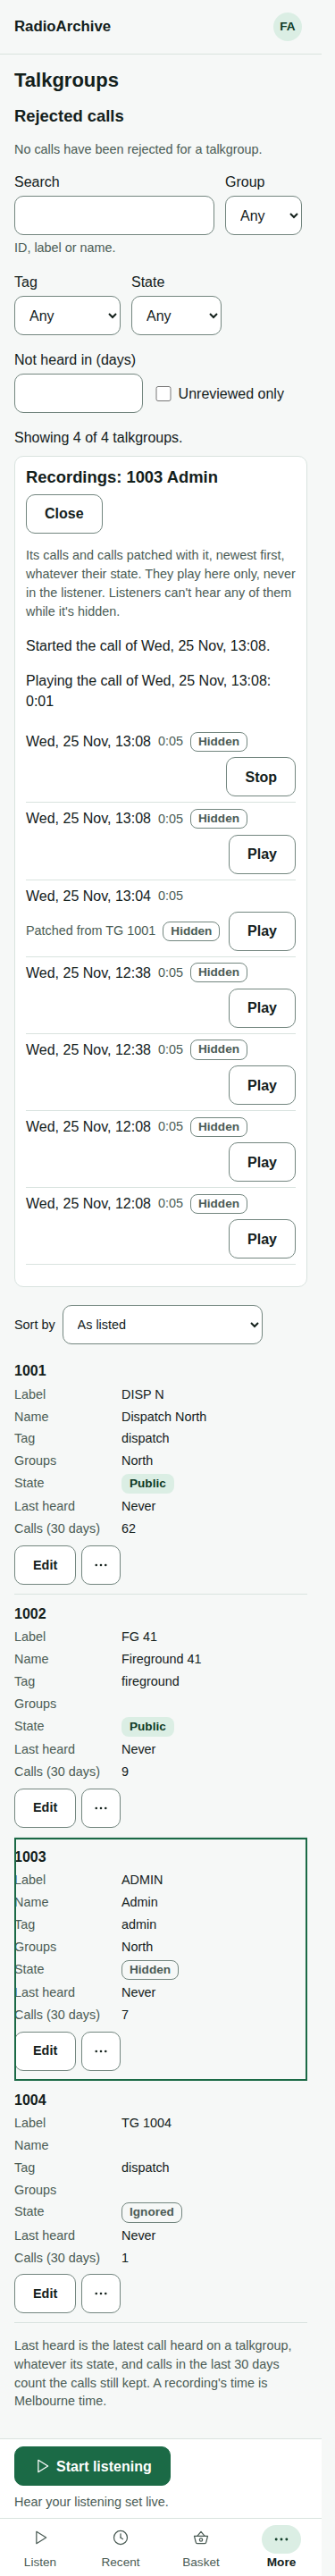 RadioArchive
FA
Talkgroups
Rejected calls
No calls have been rejected for a talkgroup.
Search
Group
Any
ID, label or name.
Tag
State
Any
Any
Not heard in (days)
Unreviewed only
Showing 4 of 4 talkgroups.
Recordings: 1003 Admin
Close
Its calls and calls patched with it, newest first,
whatever their state. They play here only, never
in the listener. Listeners can't hear any of them
while it's hidden.
Started the call of Wed, 25 Nov, 13:08.
Playing the call of Wed, 25 Nov, 13:08:
0:01
Wed, 25 Nov, 13:08 0:05 Hidden
Stop
Wed, 25 Nov, 13:08 0:05 Hidden
Play
Wed, 25 Nov, 13:04 0:05
Patched from TG 1001 Hidden Play
Wed, 25 Nov, 12:38 0:05 Hidden
Play
Wed, 25 Nov, 12:38 0:05 Hidden
Play
Wed, 25 Nov, 12:08 0:05 Hidden
Play
Wed, 25 Nov, 12:08 0:05 Hidden
Play
Sort by As listed
1001
Label DISP N
Name Dispatch North
Tag dispatch
Groups North
State Public
Last heard Never
Calls (30 days) 62
Edit ···
1002
Label FG 41
Name Fireground 41
Tag fireground
Groups
State Public
Last heard Never
Calls (30 days) 9
Edit ···
1003
Label ADMIN
Name Admin
Tag admin
Groups North
State Hidden
Last heard Never
Calls (30 days) 7
Edit ···
1004
Label TG 1004
Name
Tag dispatch
Groups
State Ignored
Last heard Never
Calls (30 days) 1
Edit ···
Last heard is the latest call heard on a talkgroup,
whatever its state, and calls in the last 30 days
count the calls still kept. A recording's time is
Melbourne time.
Start listening
Hear your listening set live.
Listen Recent Basket More